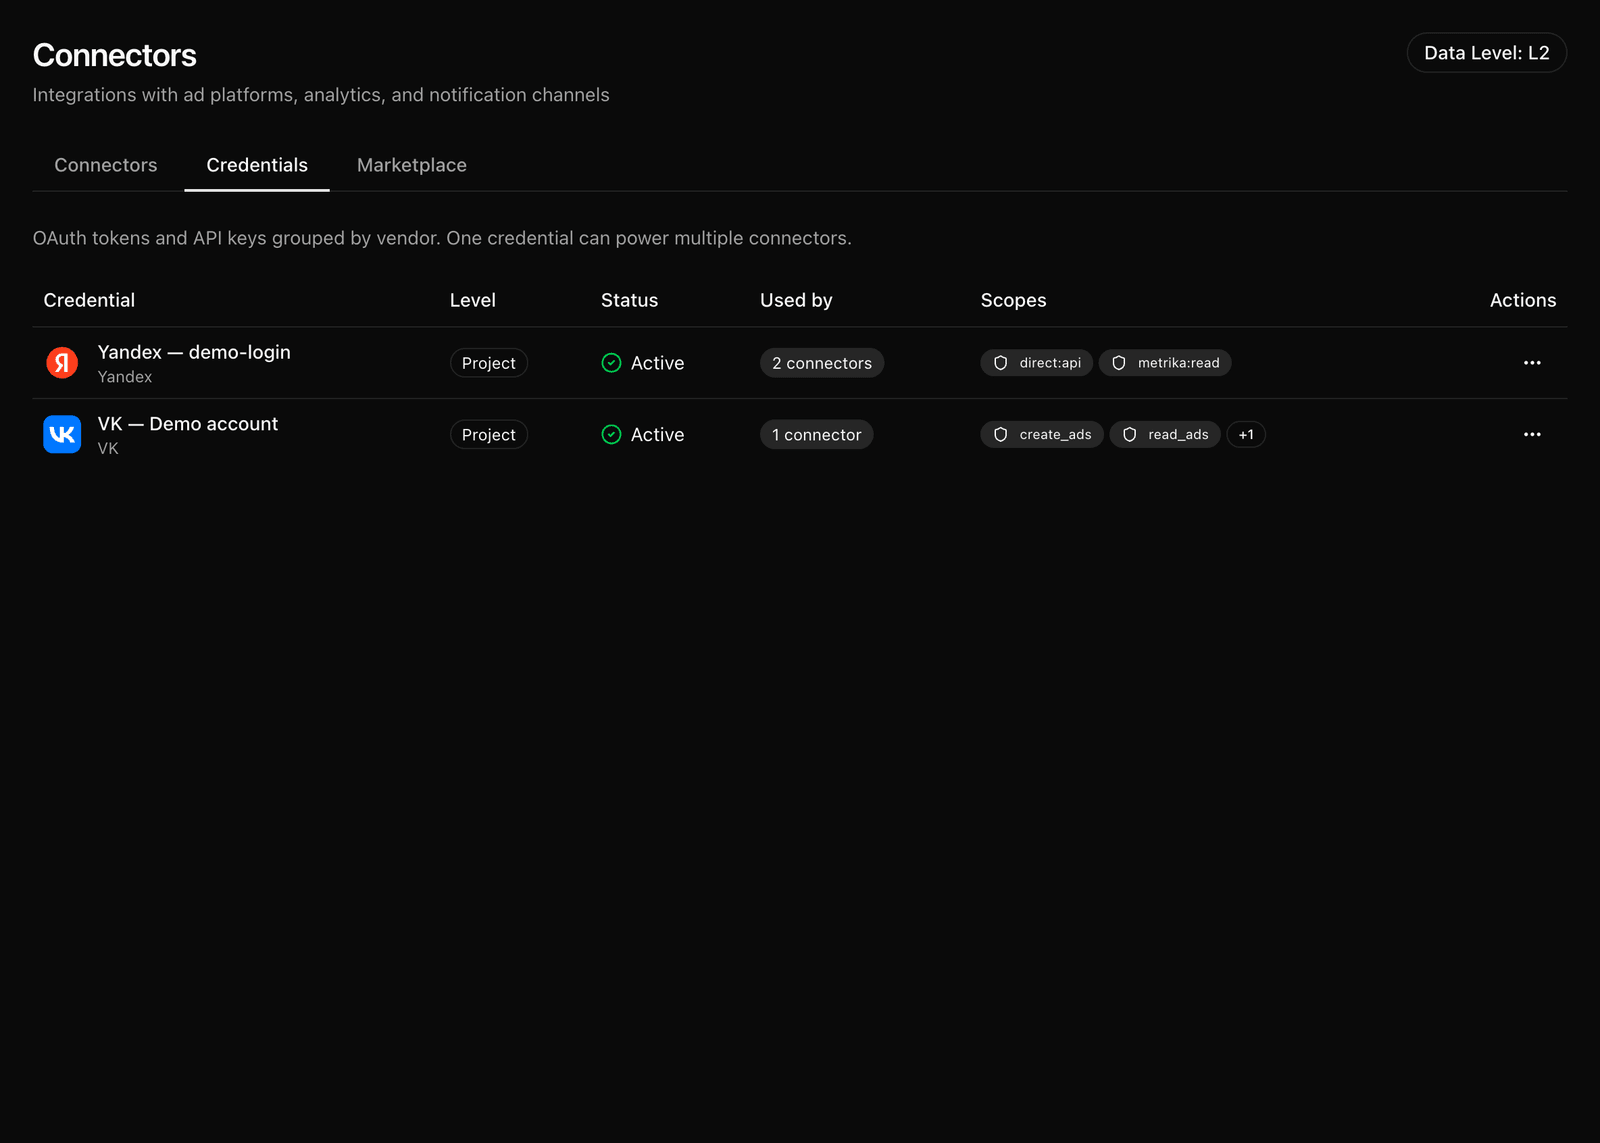 Connectors
Data Level: L2
Integrations with ad platforms, analytics, and notification channels
Connectors Credentials Marketplace
OAuth tokens and API keys grouped by vendor. One credential can power multiple connectors.
Credential Level Status Used by Scopes Actions
Я Yandex — demo-login Project Active 2 connectors direct:api metrika:read
Yandex
VK VK — Demo account Project Active 1 connector create_ads read_ads +1
VK